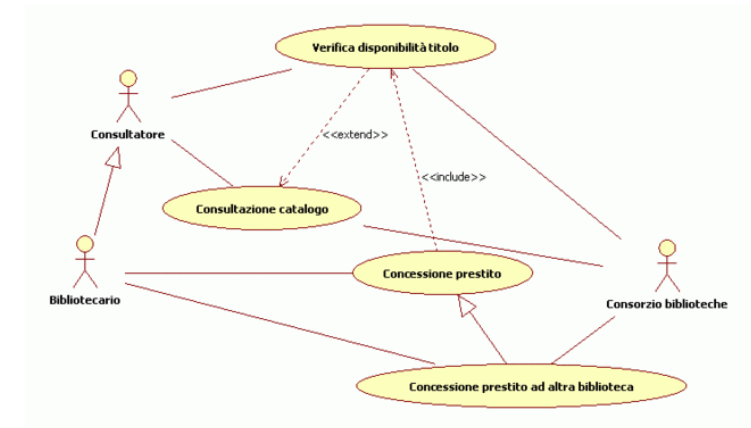 Verifica disponibilità titolo
Consultatore
<<extend>>
<<include>>
Consultazione catalogo
Concessione prestito
Bibliotecario
Consorzio biblioteche
Concessione prestito ad altra biblioteca